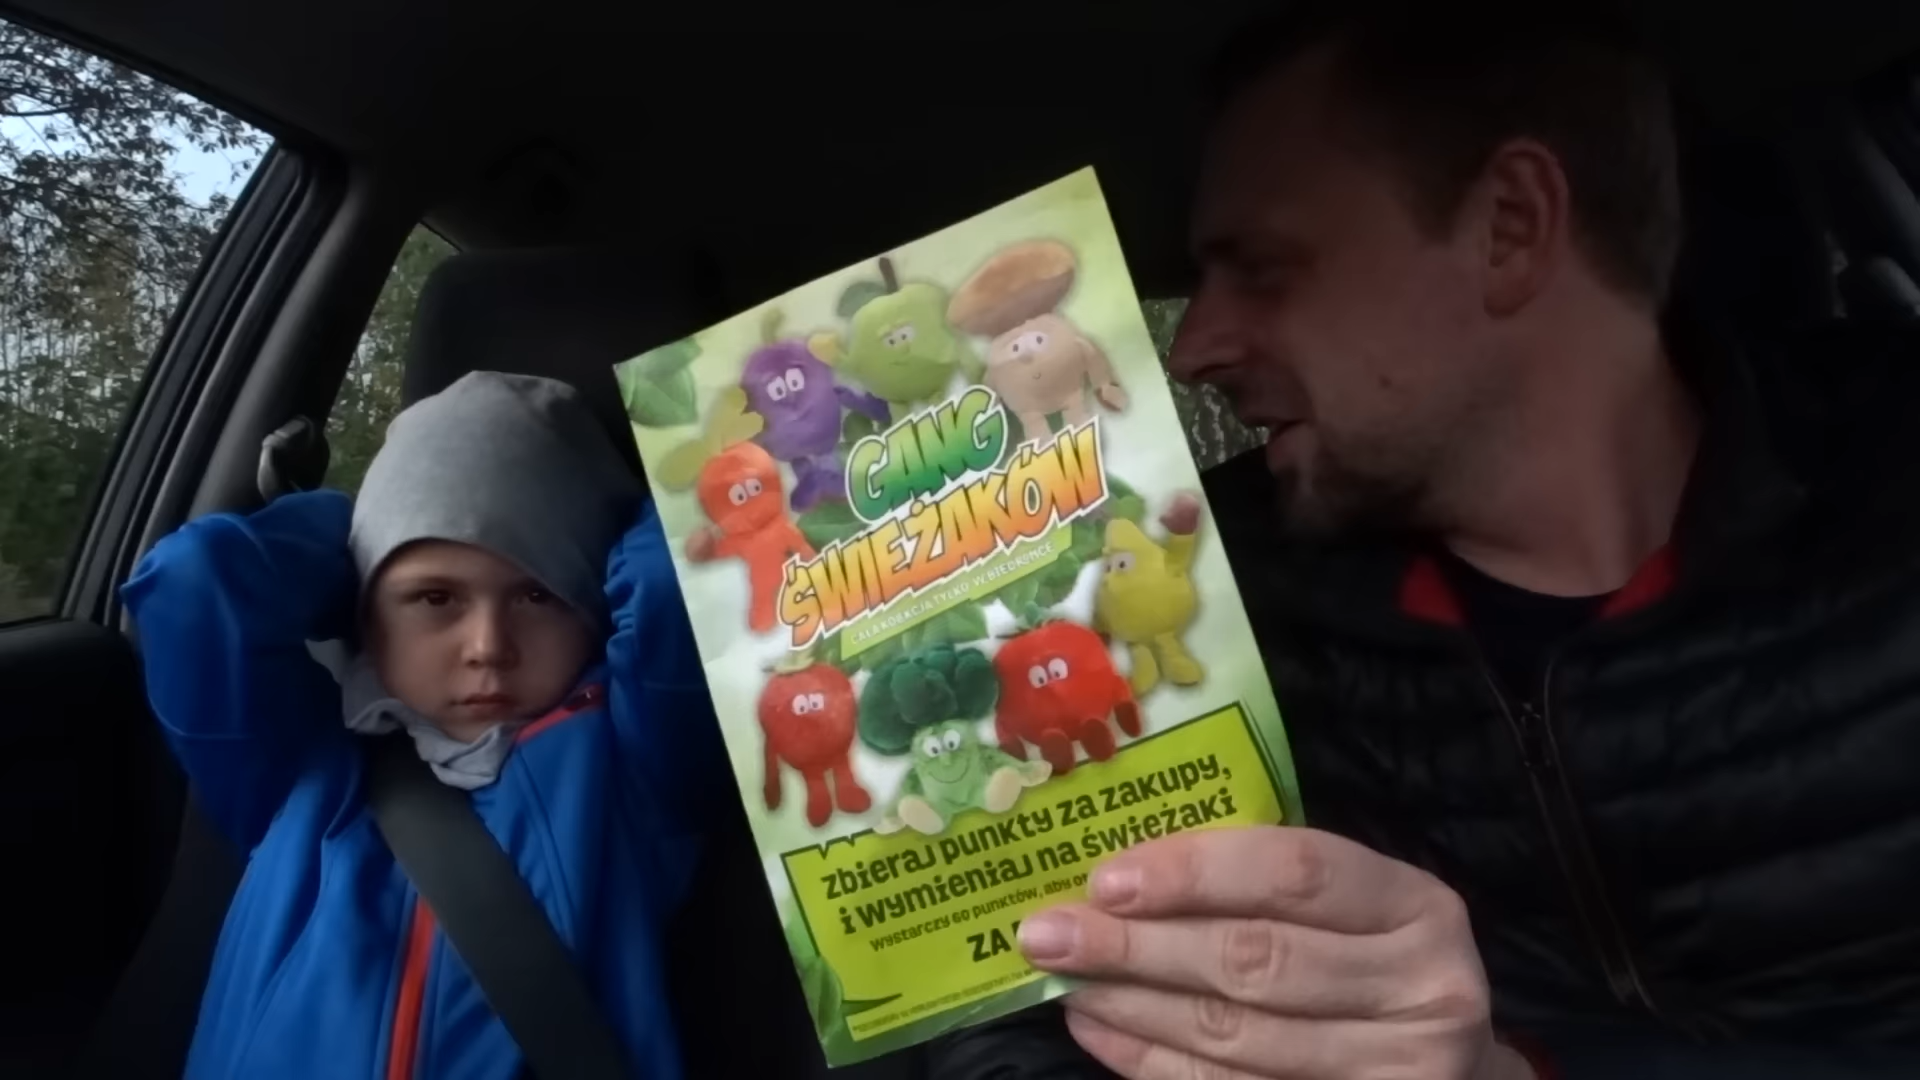 GANG
ŚWIEŻAKÓW
CAŁA KOLEKCJA TYLKO W BIEDRONCE
zbieraj punkty za zakupy,
i wymieniaj na świeżaki
wystarczy 60 punktów, aby
ZA